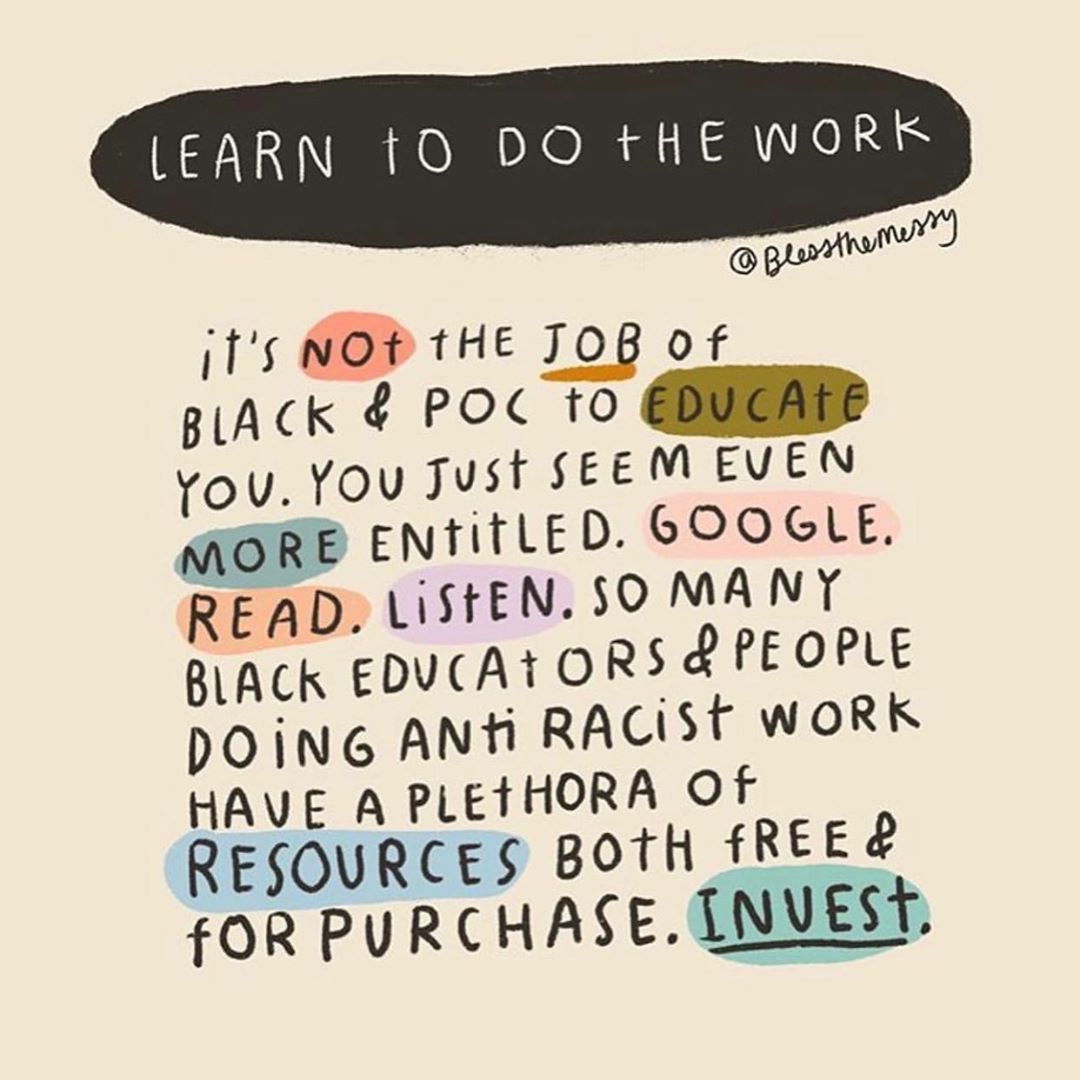 LEARN tO DO tHE WORK
@Blessthemessy
it's NOt tHE JOB of
BLACK & POC tO EDUCAtE
YOU. YOU JUSt SEEM EVEN
MORE ENtitLED. GOOGLE.
READ. LiStEN. SO MANY
BLACK EDUCAtORS & PEOPLE
DOiNG ANti RACiSt WORK
HAVE A PLEtHORA Of
RESOURCES BOtH fREE &
fOR PURCHASE. INVESt.